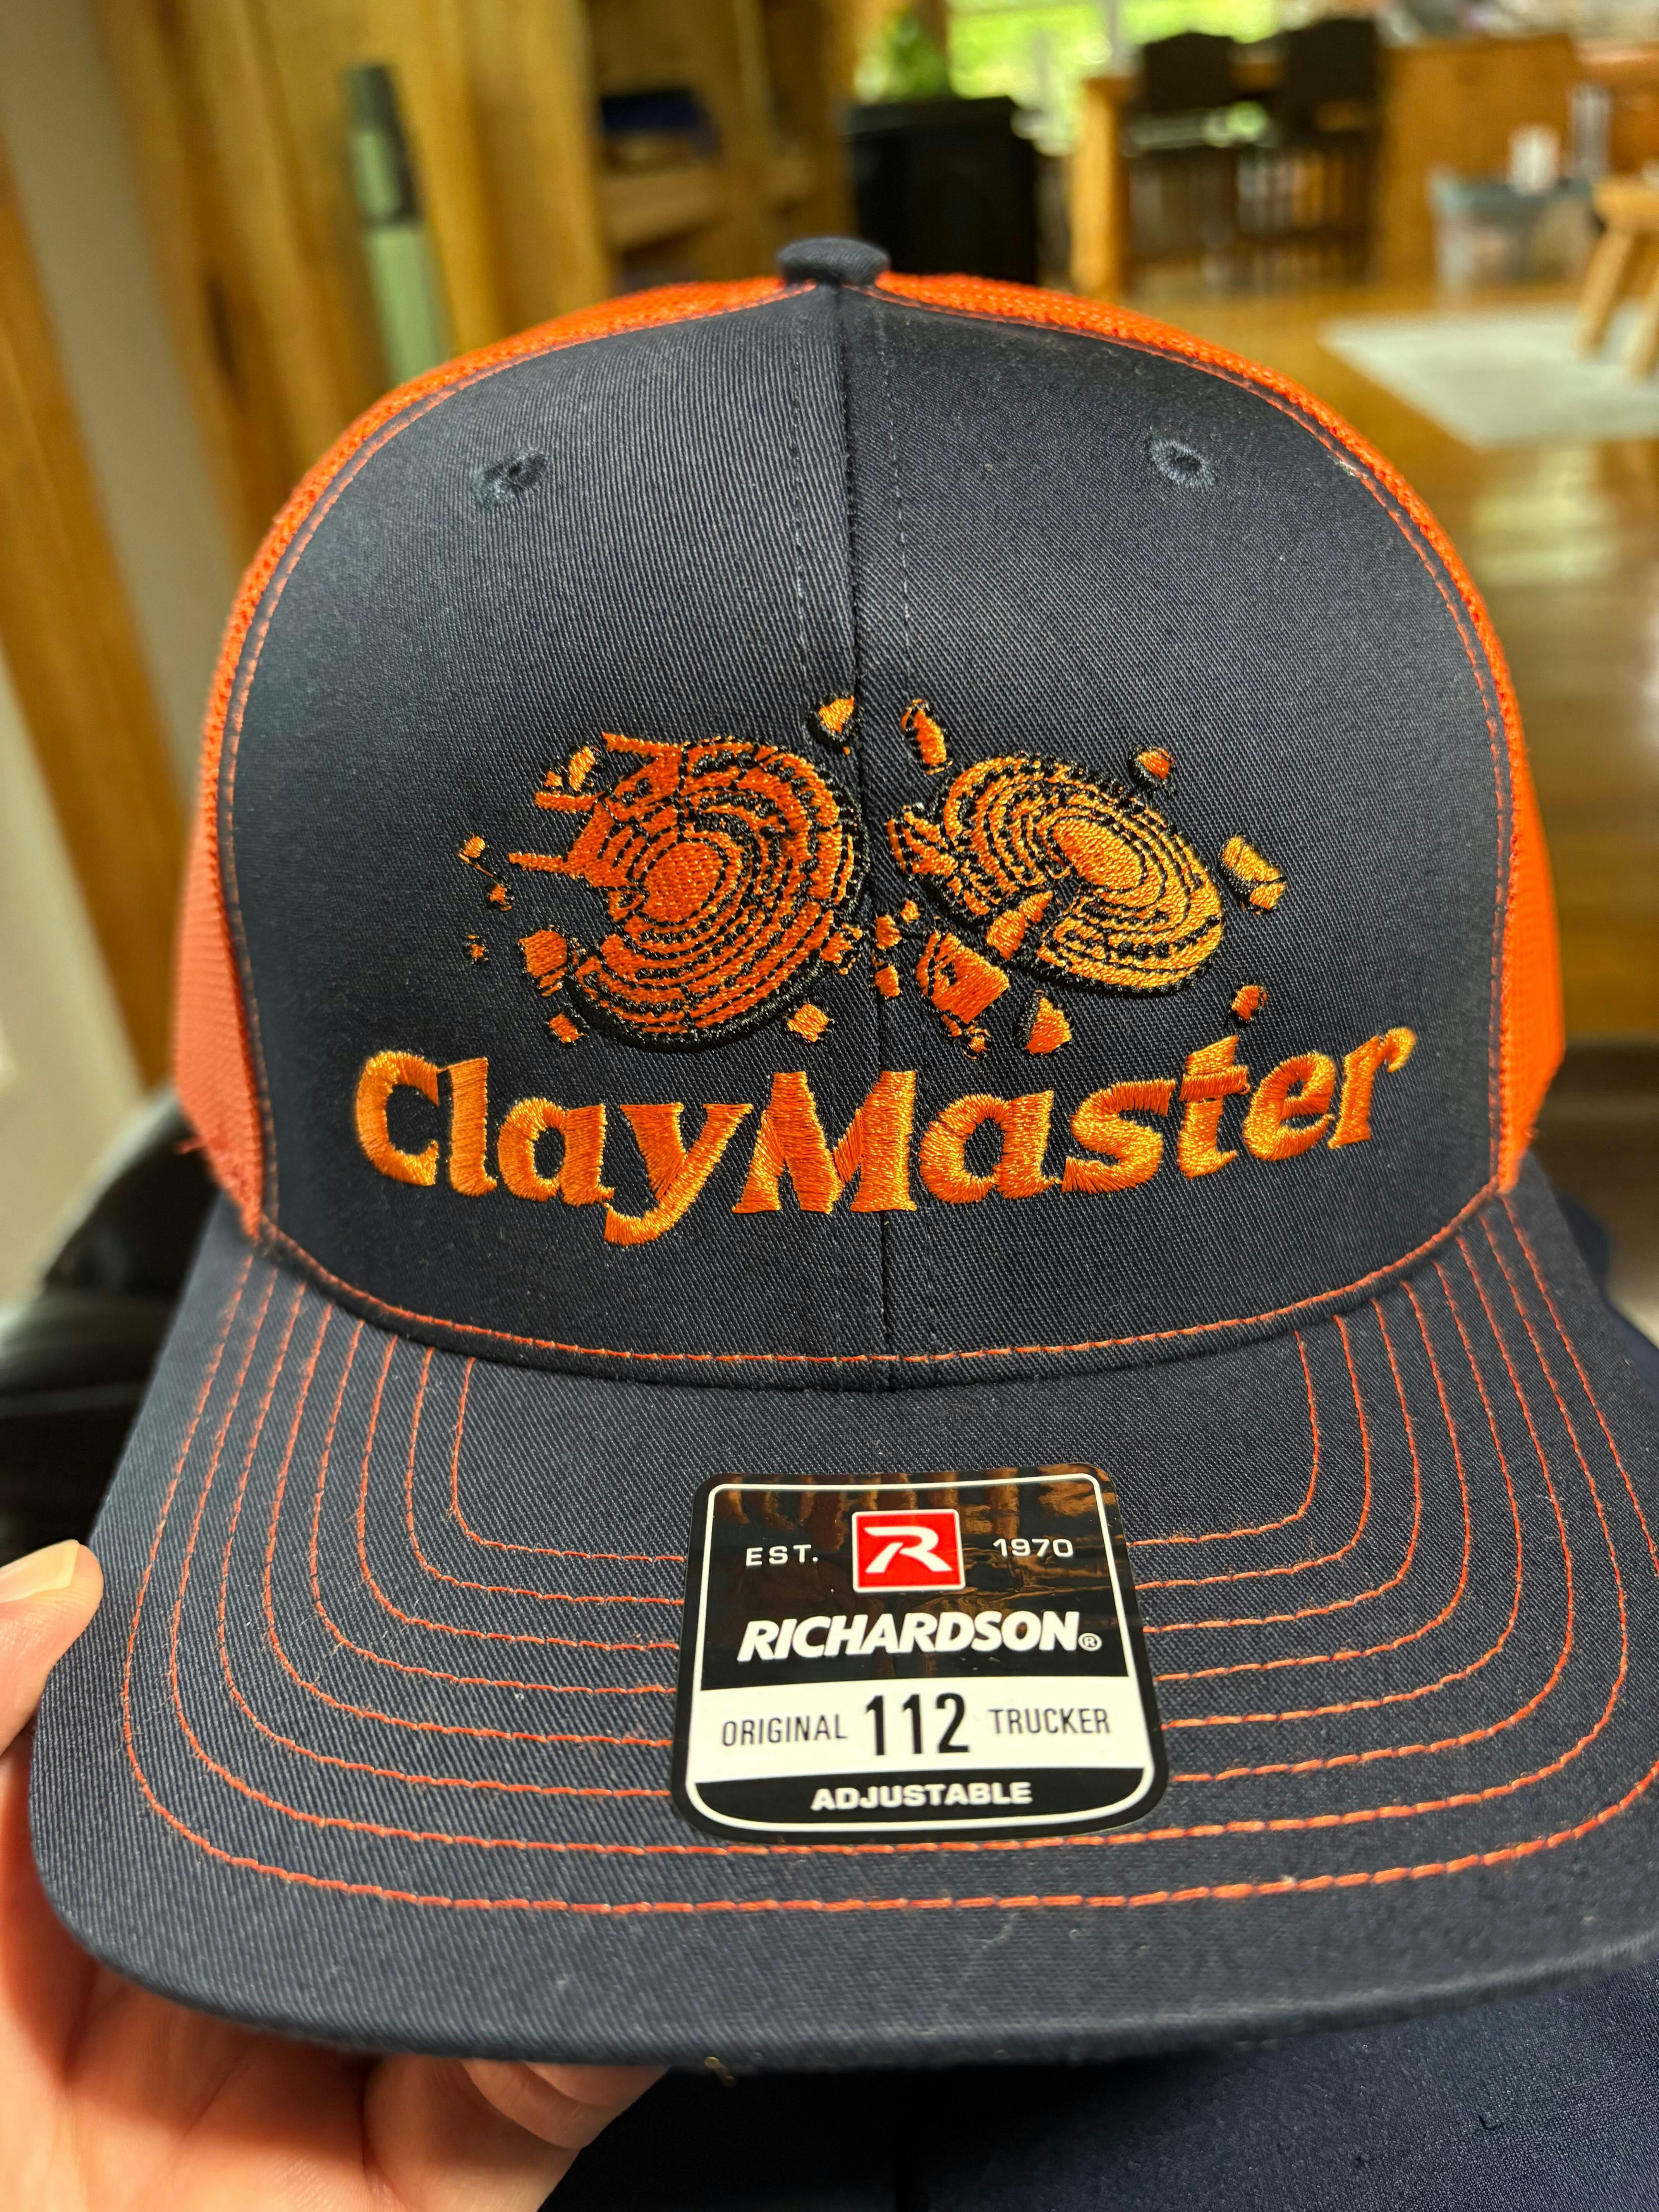 ClayMaster
EST. R 1970
RICHARDSON®
ORIGINAL 112 TRUCKER
ADJUSTABLE